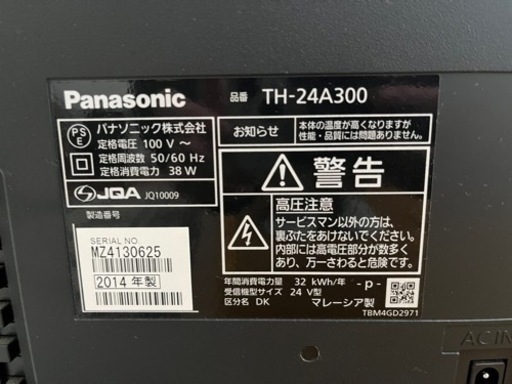 Panasonic 品番 TH-24A300
PS
E
パナソニック株式会社
定格電圧 100 V ～
定格周波数 50/60 Hz
定格消費電力 38 W
JQA JQ10009
製造番号
SERIAL NO.
MZ4130625
2014 年製
お知らせ
本体の温度が高くなりますが
性能・品質には問題ありません。
警告
高圧注意
サービスマン以外の方は、
裏ぶたをあけないでください。
内部には高電圧部分が数多く
あり、万一さわると危険です。
年間消費電力量 32 kWh/年 -p-
受信機型サイズ 24 V型
区分名 DK マレーシア製
TBM4GD2971
AC IN